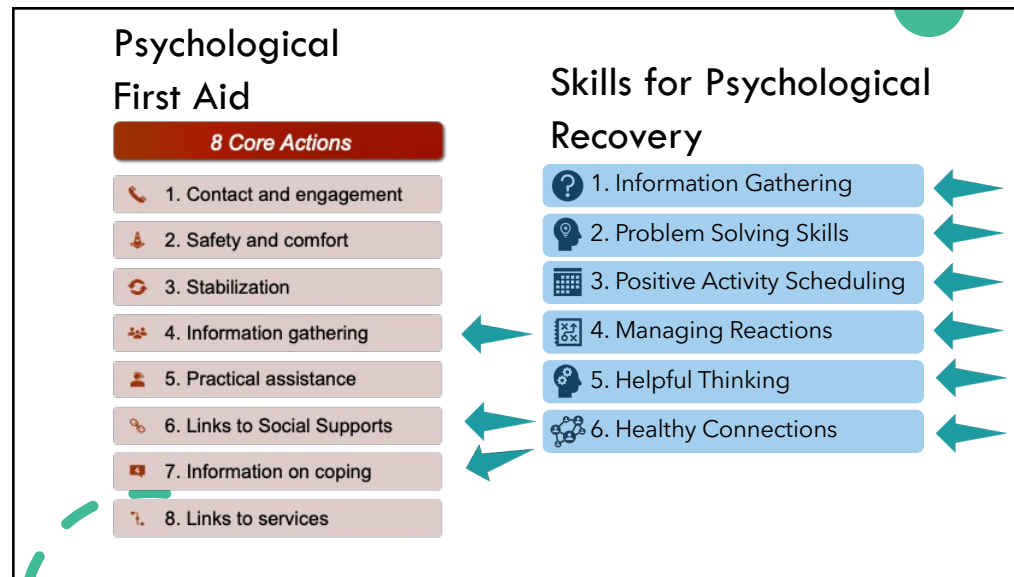 Psychological
First Aid
8 Core Actions
1. Contact and engagement
2. Safety and comfort
3. Stabilization
4. Information gathering
5. Practical assistance
6. Links to Social Supports
7. Information on coping
8. Links to services
Skills for Psychological
Recovery
1. Information Gathering
2. Problem Solving Skills
3. Positive Activity Scheduling
4. Managing Reactions
5. Helpful Thinking
6. Healthy Connections